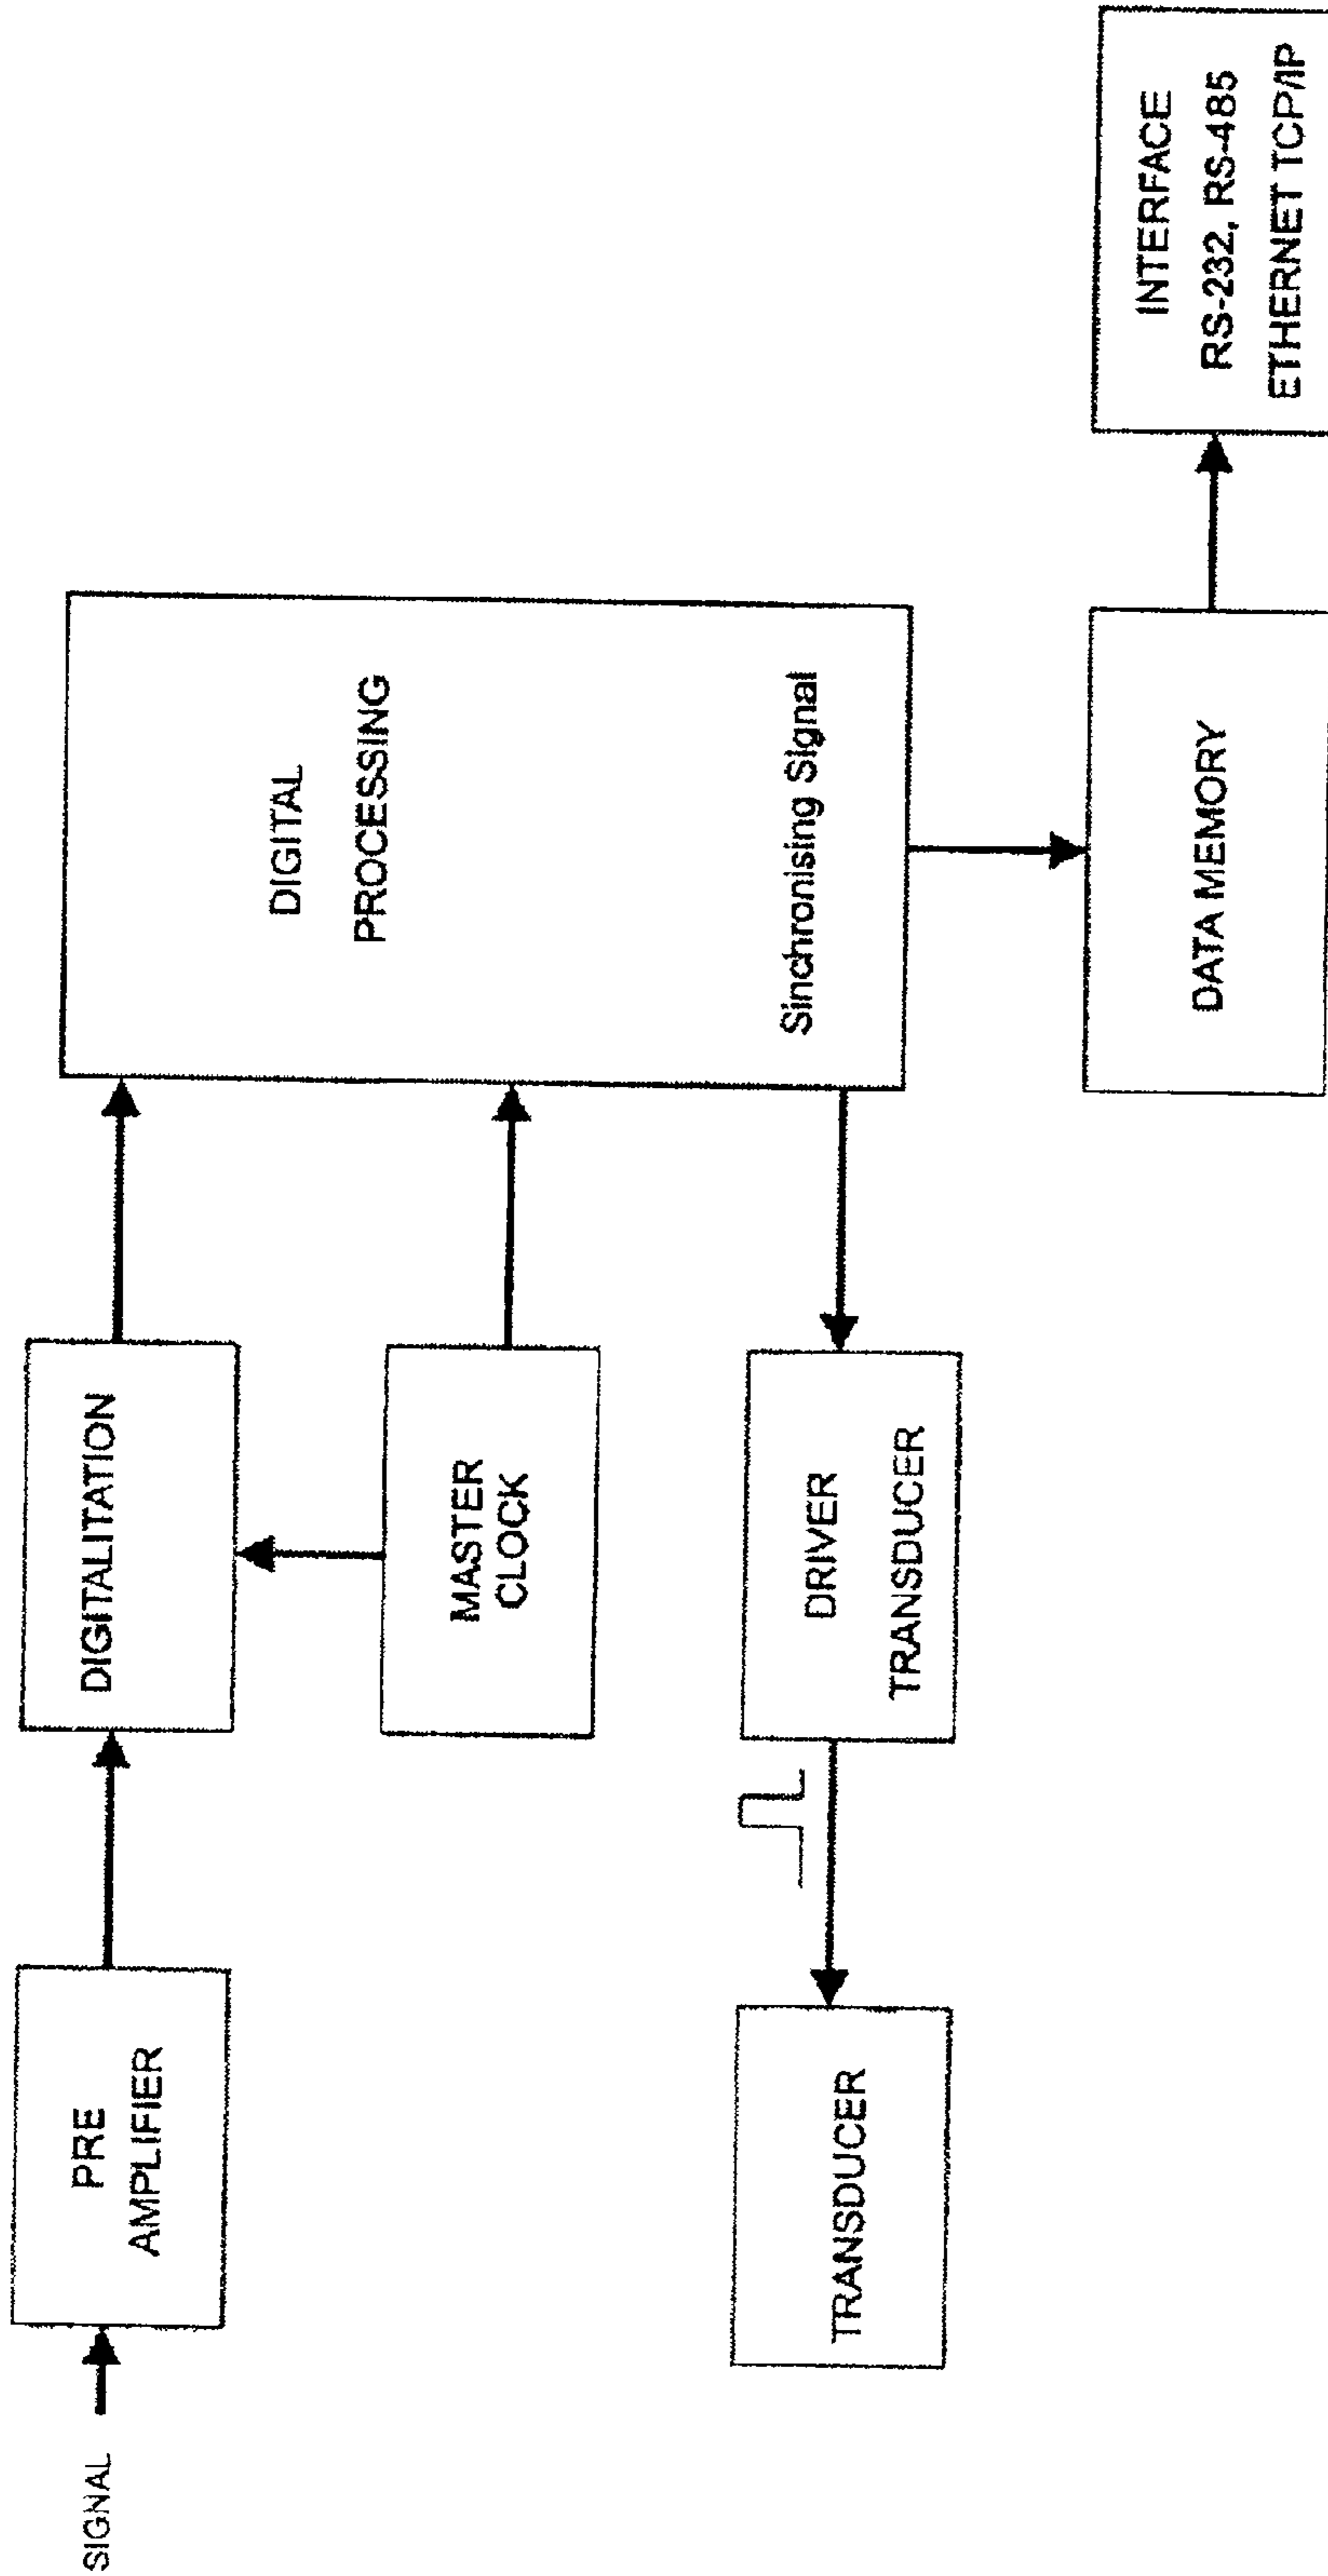 SIGNAL
PRE
AMPLIFIER
DIGITALITATION
MASTER
CLOCK
DIGITAL
PROCESSING
Sinchronising Signal
TRANSDUCER
DRIVER
TRANSDUCER
DATA MEMORY
INTERFACE
RS-232, RS-485
ETHERNET TCP/IP